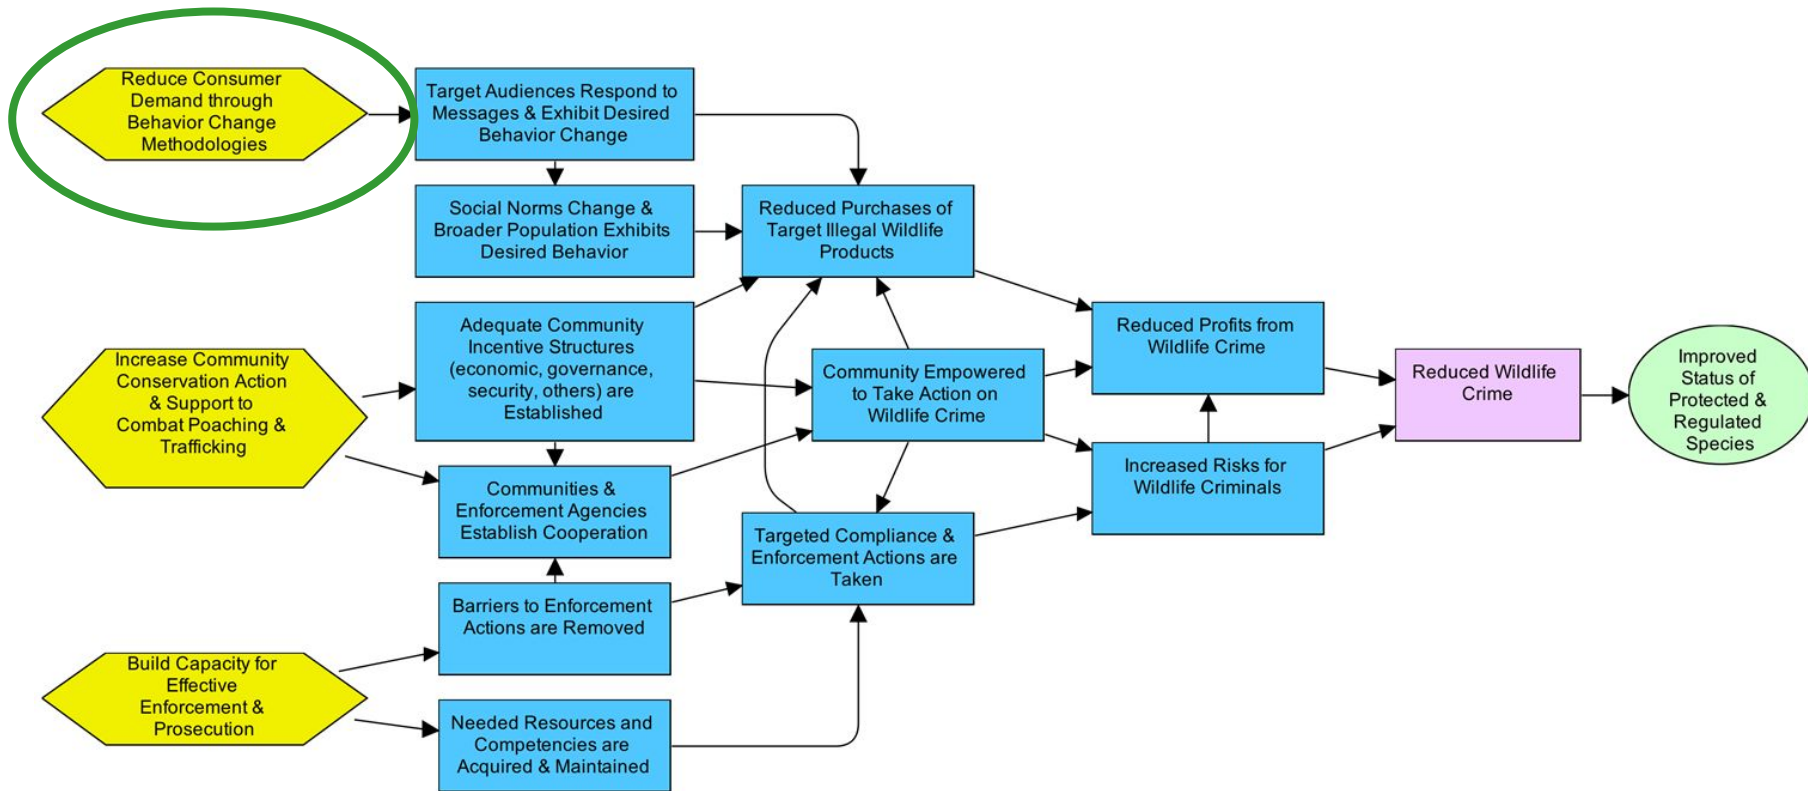 Reduce Consumer
Demand through
Behavior Change
Methodologies
Target Audiences Respond to
Messages & Exhibit Desired
Behavior Change
Social Norms Change &
Broader Population Exhibits
Desired Behavior
Reduced Purchases of
Target Illegal Wildlife
Products
Increase Community
Conservation Action
& Support to
Combat Poaching &
Trafficking
Adequate Community
Incentive Structures
(economic, governance,
security, others) are
Established
Community Empowered
to Take Action on
Wildlife Crime
Reduced Profits from
Wildlife Crime
Reduced Wildlife
Crime
Improved
Status of
Protected &
Regulated
Species
Communities &
Enforcement Agencies
Establish Cooperation
Increased Risks for
Wildlife Criminals
Targeted Compliance &
Enforcement Actions are
Taken
Barriers to Enforcement
Actions are Removed
Build Capacity for
Effective
Enforcement &
Prosecution
Needed Resources and
Competencies are
Acquired & Maintained